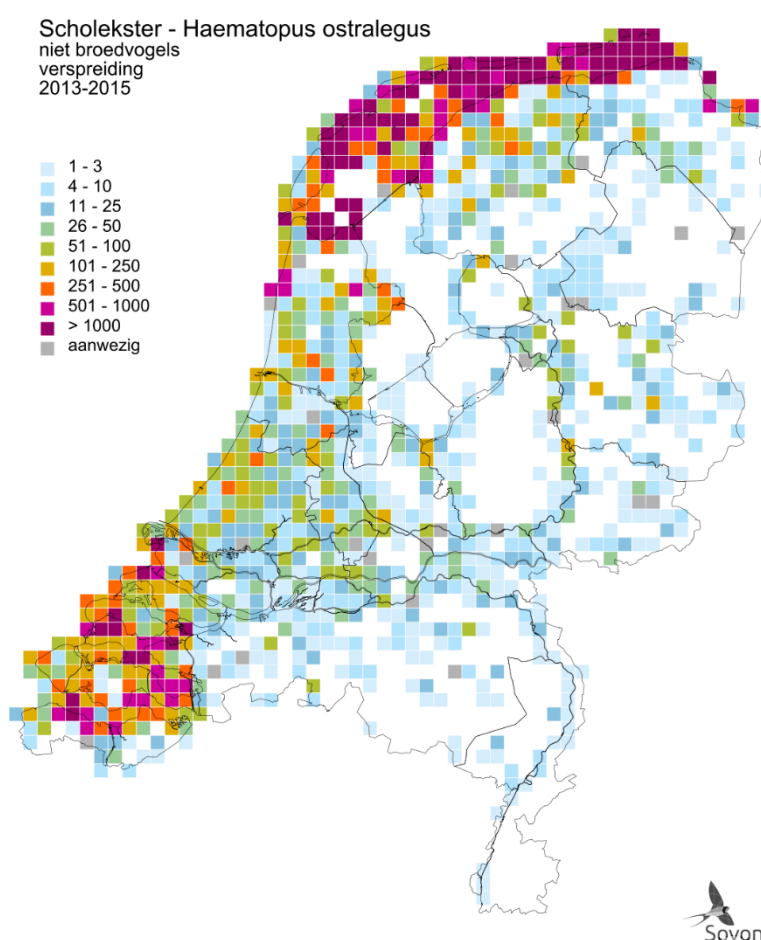 Scholekster - Haematopus ostralegus
niet broedvogels
verspreiding
2013-2015
1 - 3
4 - 10
11 - 25
26 - 50
51 - 100
101 - 250
251 - 500
501 - 1000
> 1000
aanwezig
Sovon